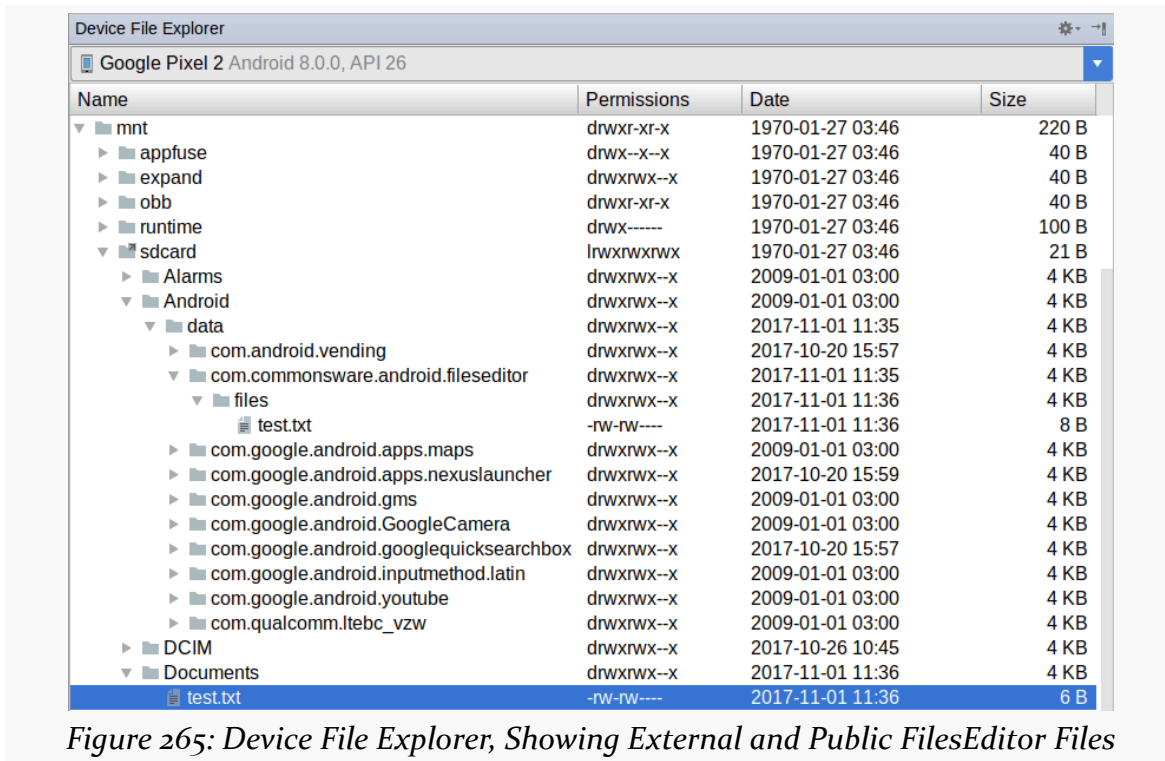 Device File Explorer
Google Pixel 2 Android 8.0.0, API 26
Name Permissions Date Size
mnt drwxr-xr-x 1970-01-27 03:46 220 B
appfuse drwx--x--x 1970-01-27 03:46 40 B
expand drwxrwx--x 1970-01-27 03:46 40 B
obb drwxr-xr-x 1970-01-27 03:46 40 B
runtime drwx------ 1970-01-27 03:46 100 B
sdcard lrwxrwxrwx 1970-01-27 03:46 21 B
Alarms drwxrwx--x 2009-01-01 03:00 4 KB
Android drwxrwx--x 2009-01-01 03:00 4 KB
data drwxrwx--x 2017-11-01 11:35 4 KB
com.android.vending drwxrwx--x 2017-10-20 15:57 4 KB
com.commonsware.android.fileseditor drwxrwx--x 2017-11-01 11:35 4 KB
files drwxrwx--x 2017-11-01 11:36 4 KB
test.txt -rw-rw---- 2017-11-01 11:36 8 B
com.google.android.apps.maps drwxrwx--x 2009-01-01 03:00 4 KB
com.google.android.apps.nexuslauncher drwxrwx--x 2017-10-20 15:59 4 KB
com.google.android.gms drwxrwx--x 2009-01-01 03:00 4 KB
com.google.android.GoogleCamera drwxrwx--x 2009-01-01 03:00 4 KB
com.google.android.googlequicksearchbox drwxrwx--x 2017-10-20 15:57 4 KB
com.google.android.inputmethod.latin drwxrwx--x 2009-01-01 03:00 4 KB
com.google.android.youtube drwxrwx--x 2009-01-01 03:00 4 KB
com.qualcomm.ltebc_vzw drwxrwx--x 2009-01-01 03:00 4 KB
DCIM drwxrwx--x 2017-10-26 10:45 4 KB
Documents drwxrwx--x 2017-11-01 11:36 4 KB
test.txt -rw-rw---- 2017-11-01 11:36 6 B
Figure 265: Device File Explorer, Showing External and Public FilesEditor Files